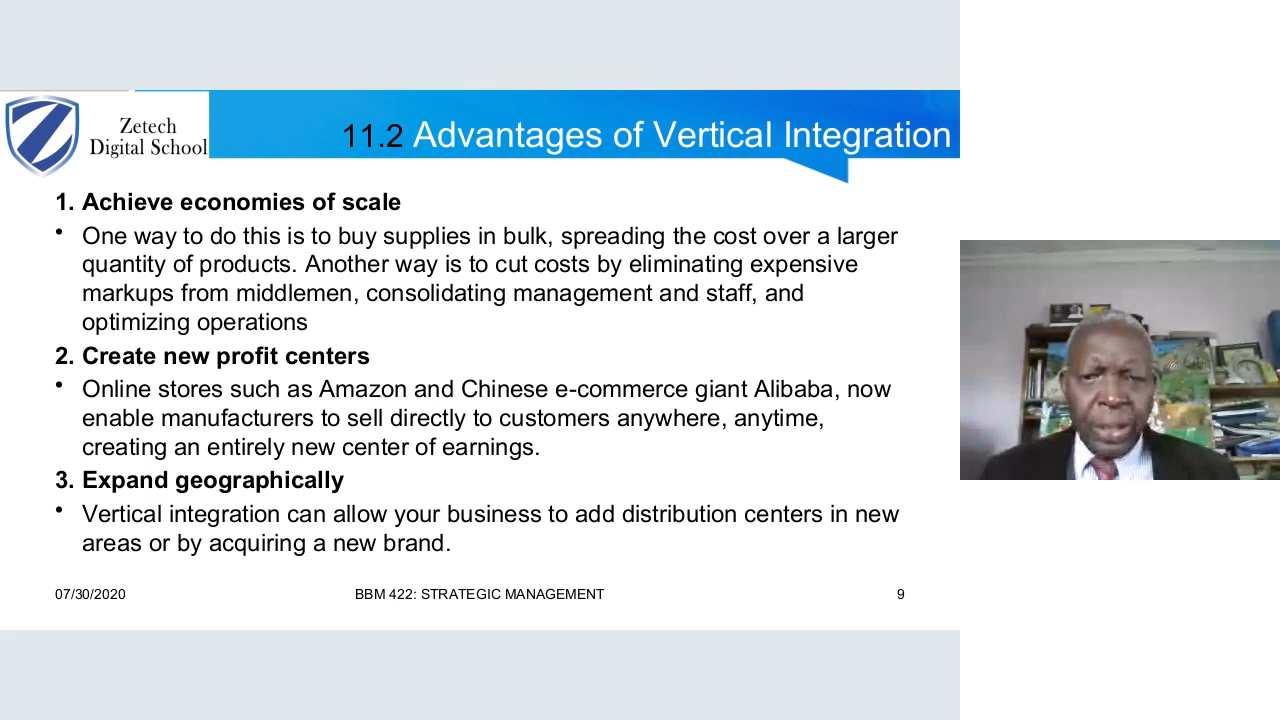 Zetech
Digital School
11.2 Advantages of Vertical Integration
1. Achieve economies of scale
• One way to do this is to buy supplies in bulk, spreading the cost over a larger
quantity of products. Another way is to cut costs by eliminating expensive
markups from middlemen, consolidating management and staff, and
optimizing operations
2. Create new profit centers
• Online stores such as Amazon and Chinese e-commerce giant Alibaba, now
enable manufacturers to sell directly to customers anywhere, anytime,
creating an entirely new center of earnings.
3. Expand geographically
• Vertical integration can allow your business to add distribution centers in new
areas or by acquiring a new brand.
07/30/2020 BBM 422: STRATEGIC MANAGEMENT 9